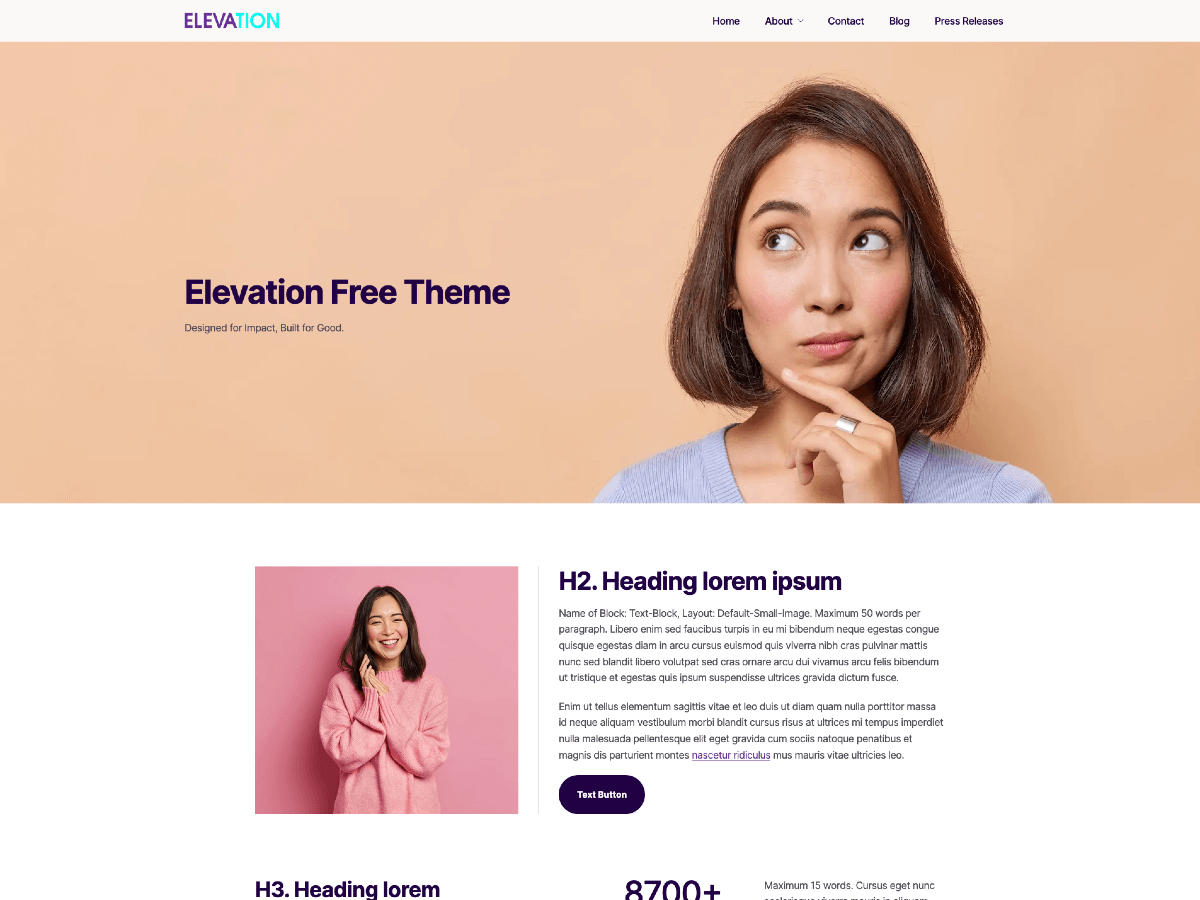 ELEVATION
Home About Contact Blog Press Releases
Elevation Free Theme
Designed for Impact, Built for Good.
H2. Heading lorem ipsum
Name of Block: Text-Block, Layout: Default-Small-Image. Maximum 50 words per
paragraph. Libero enim sed faucibus turpis in eu mi bibendum neque egestas congue
quisque egestas diam in arcu cursus euismod quis viverra nibh cras pulvinar mattis
nunc sed blandit libero volutpat sed cras ornare arcu dui vivamus arcu felis bibendum
ut tristique et egestas quis ipsum suspendisse ultrices gravida dictum fusce.
Enim ut tellus elementum sagittis vitae et leo duis ut diam quam nulla porttitor massa
id neque aliquam vestibulum morbi blandit cursus risus at ultrices mi tempus imperdiet
nulla malesuada pellentesque elit eget gravida cum sociis natoque penatibus et
magnis dis parturient montes nascetur ridiculus mus mauris vitae ultricies leo.
Text Button
H3. Heading lorem
8700+
Maximum 15 words. Cursus eget nunc